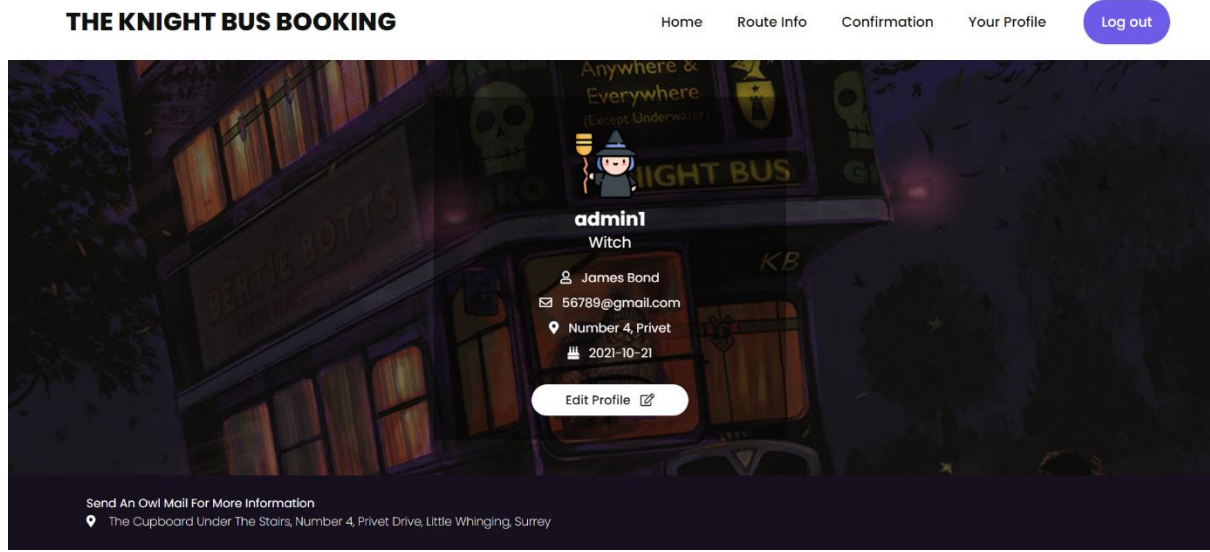 THE KNIGHT BUS BOOKING
Home Route Info Confirmation Your Profile Log out
Anywhere &
Everywhere
(Except Underwater)
NIGHT BUS
BERTIE BOTTS
KB
admin1
Witch
James Bond
56789@gmail.com
Number 4, Privet
2021-10-21
Edit Profile
Send An Owl Mail For More Information
The Cupboard Under The Stairs, Number 4, Privet Drive, Little Whinging, Surrey